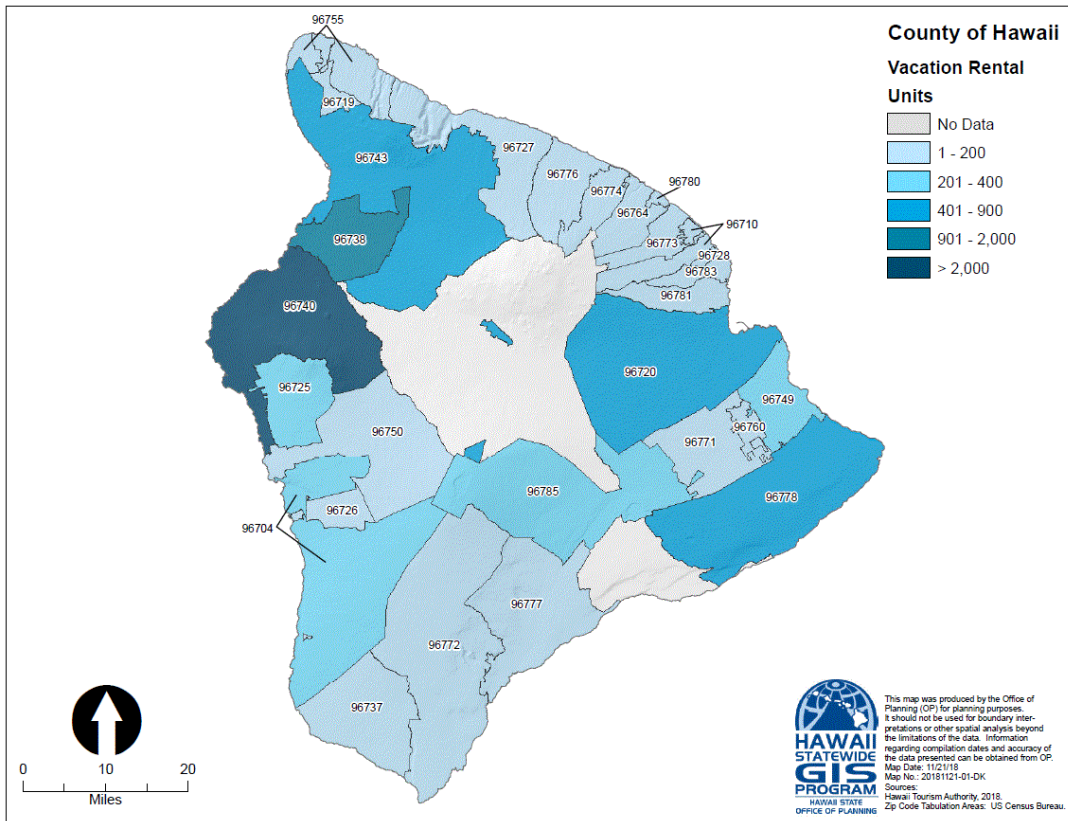 County of Hawaii
Vacation Rental
Units
No Data
1 - 200
201 - 400
401 - 900
901 - 2,000
> 2,000
96755
96719
96743
96727
96776
96774
96780
96764
96710
96773
96728
96783
96781
96738
96740
96725
96720
96749
96760
96771
96750
96778
96785
96726
96704
96777
96772
96737
0 10 20
Miles
HAWAII
STATEWIDE
GIS
PROGRAM
HAWAII STATE
OFFICE OF PLANNING
This map was produced by the Office of
Planning (OP) for planning purposes.
It should not be used for boundary inter-
pretations or other spatial analysis beyond
the limitations of the data. Information
regarding compilation dates and accuracy of
the data presented can be obtained from OP.
Map Date: 11/21/18
Map No.: 20181121-01-DK
Sources:
Hawaii Tourism Authority, 2018.
Zip Code Tabulation Areas: US Census Bureau.